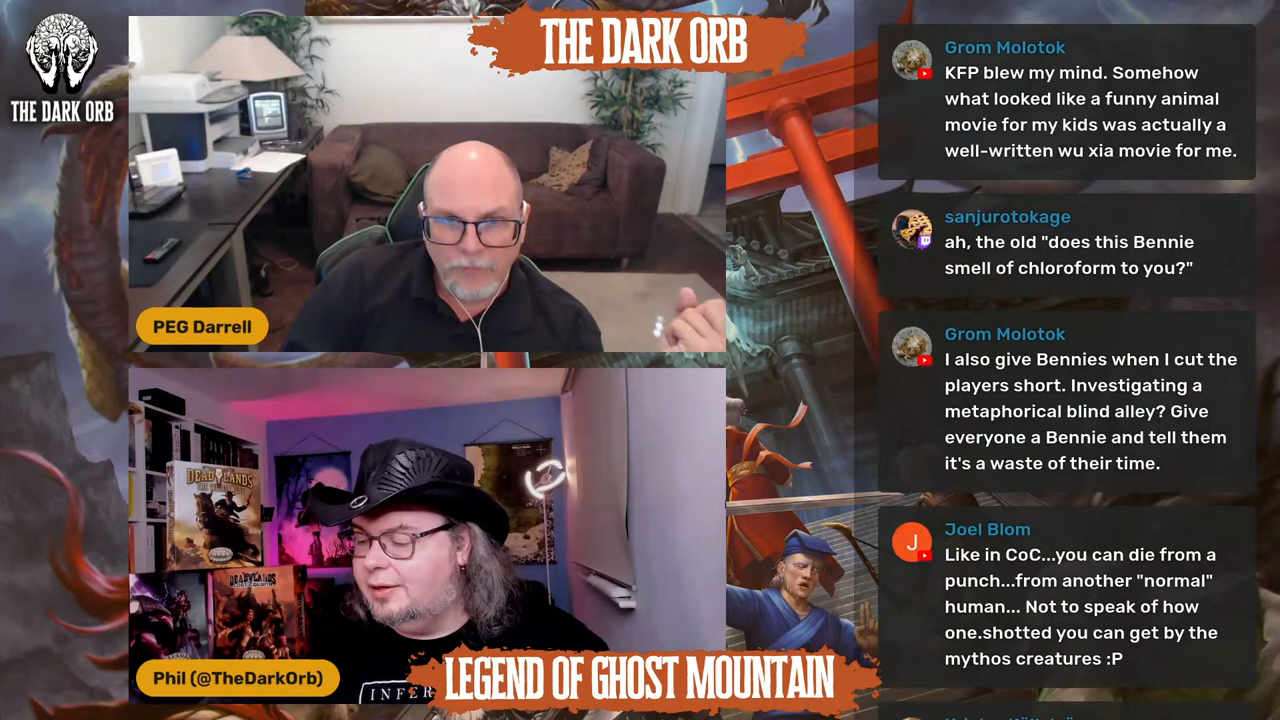 THE DARK ORB
THE DARK ORB
PEG Darrell
DEADLANDS
DEADLANDS
LOST COLONY
Phil (@TheDarkOrb)
INFER
LEGEND OF GHOST MOUNTAIN
Grom Molotok
KFP blew my mind. Somehow
what looked like a funny animal
movie for my kids was actually a
well-written wu xia movie for me.
sanjurotokage
ah, the old "does this Bennie
smell of chloroform to you?"
Grom Molotok
I also give Bennies when I cut the
players short. Investigating a
metaphorical blind alley? Give
everyone a Bennie and tell them
it's a waste of their time.
J
Joel Blom
Like in CoC...you can die from a
punch...from another "normal"
human... Not to speak of how
one.shotted you can get by the
mythos creatures :P